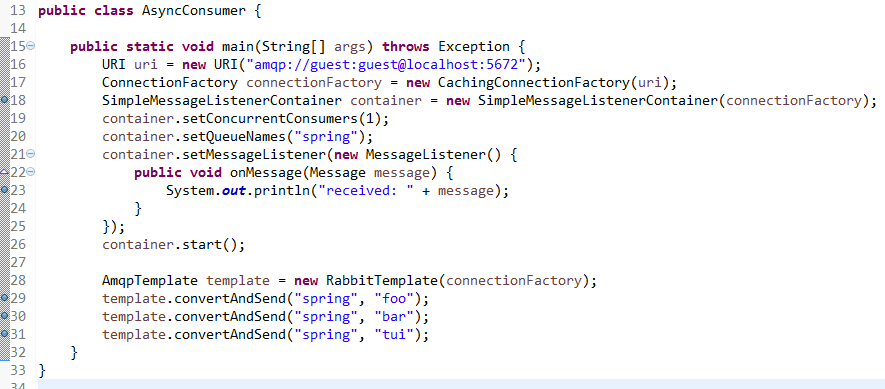 13 public class AsyncConsumer {
14
15     public static void main(String[] args) throws Exception {
16         URI uri = new URI("amqp://guest:guest@localhost:5672");
17         ConnectionFactory connectionFactory = new CachingConnectionFactory(uri);
18         SimpleMessageListenerContainer container = new SimpleMessageListenerContainer(connectionFactory);
19         container.setConcurrentConsumers(1);
20         container.setQueueNames("spring");
21         container.setMessageListener(new MessageListener() {
22             public void onMessage(Message message) {
23                 System.out.println("received: " + message);
24             }
25         });
26         container.start();
27
28         AmqpTemplate template = new RabbitTemplate(connectionFactory);
29         template.convertAndSend("spring", "foo");
30         template.convertAndSend("spring", "bar");
31         template.convertAndSend("spring", "tui");
32     }
33 }
34